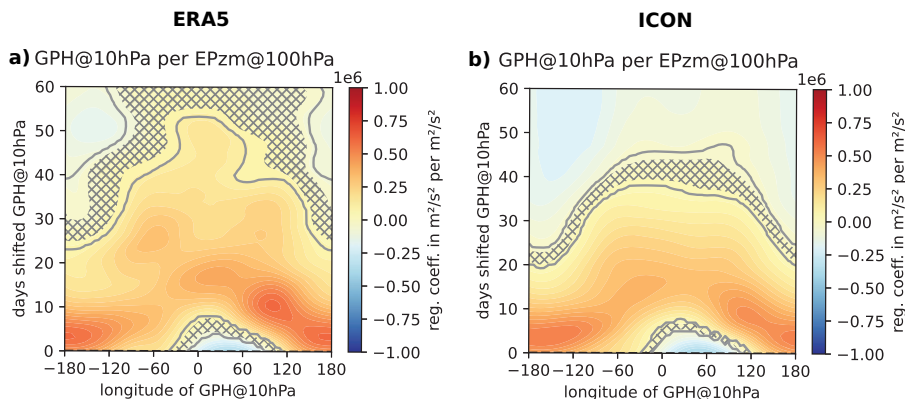 ERA5
ICON
a) GPH@10hPa per EPzm@100hPa
b) GPH@10hPa per EPzm@100hPa
1e6
1e6
days shifted GPH@10hPa
60
50
40
30
20
10
0
−180 −120 −60 0 60 120 180
longitude of GPH@10hPa
1.00
0.75
0.50
0.25
0.00
−0.25
−0.50
−0.75
−1.00
reg. coeff. in m²/s² per m²/s²
days shifted GPH@10hPa
60
50
40
30
20
10
0
−180 −120 −60 0 60 120 180
longitude of GPH@10hPa
1.00
0.75
0.50
0.25
0.00
−0.25
−0.50
−0.75
−1.00
reg. coeff. in m²/s² per m²/s²